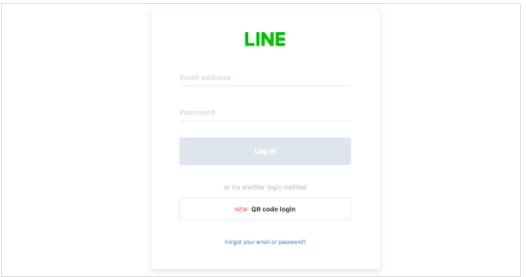 LINE
Email address
Password
Log in
or try another login method
NEW QR code login
Forgot your email or password?